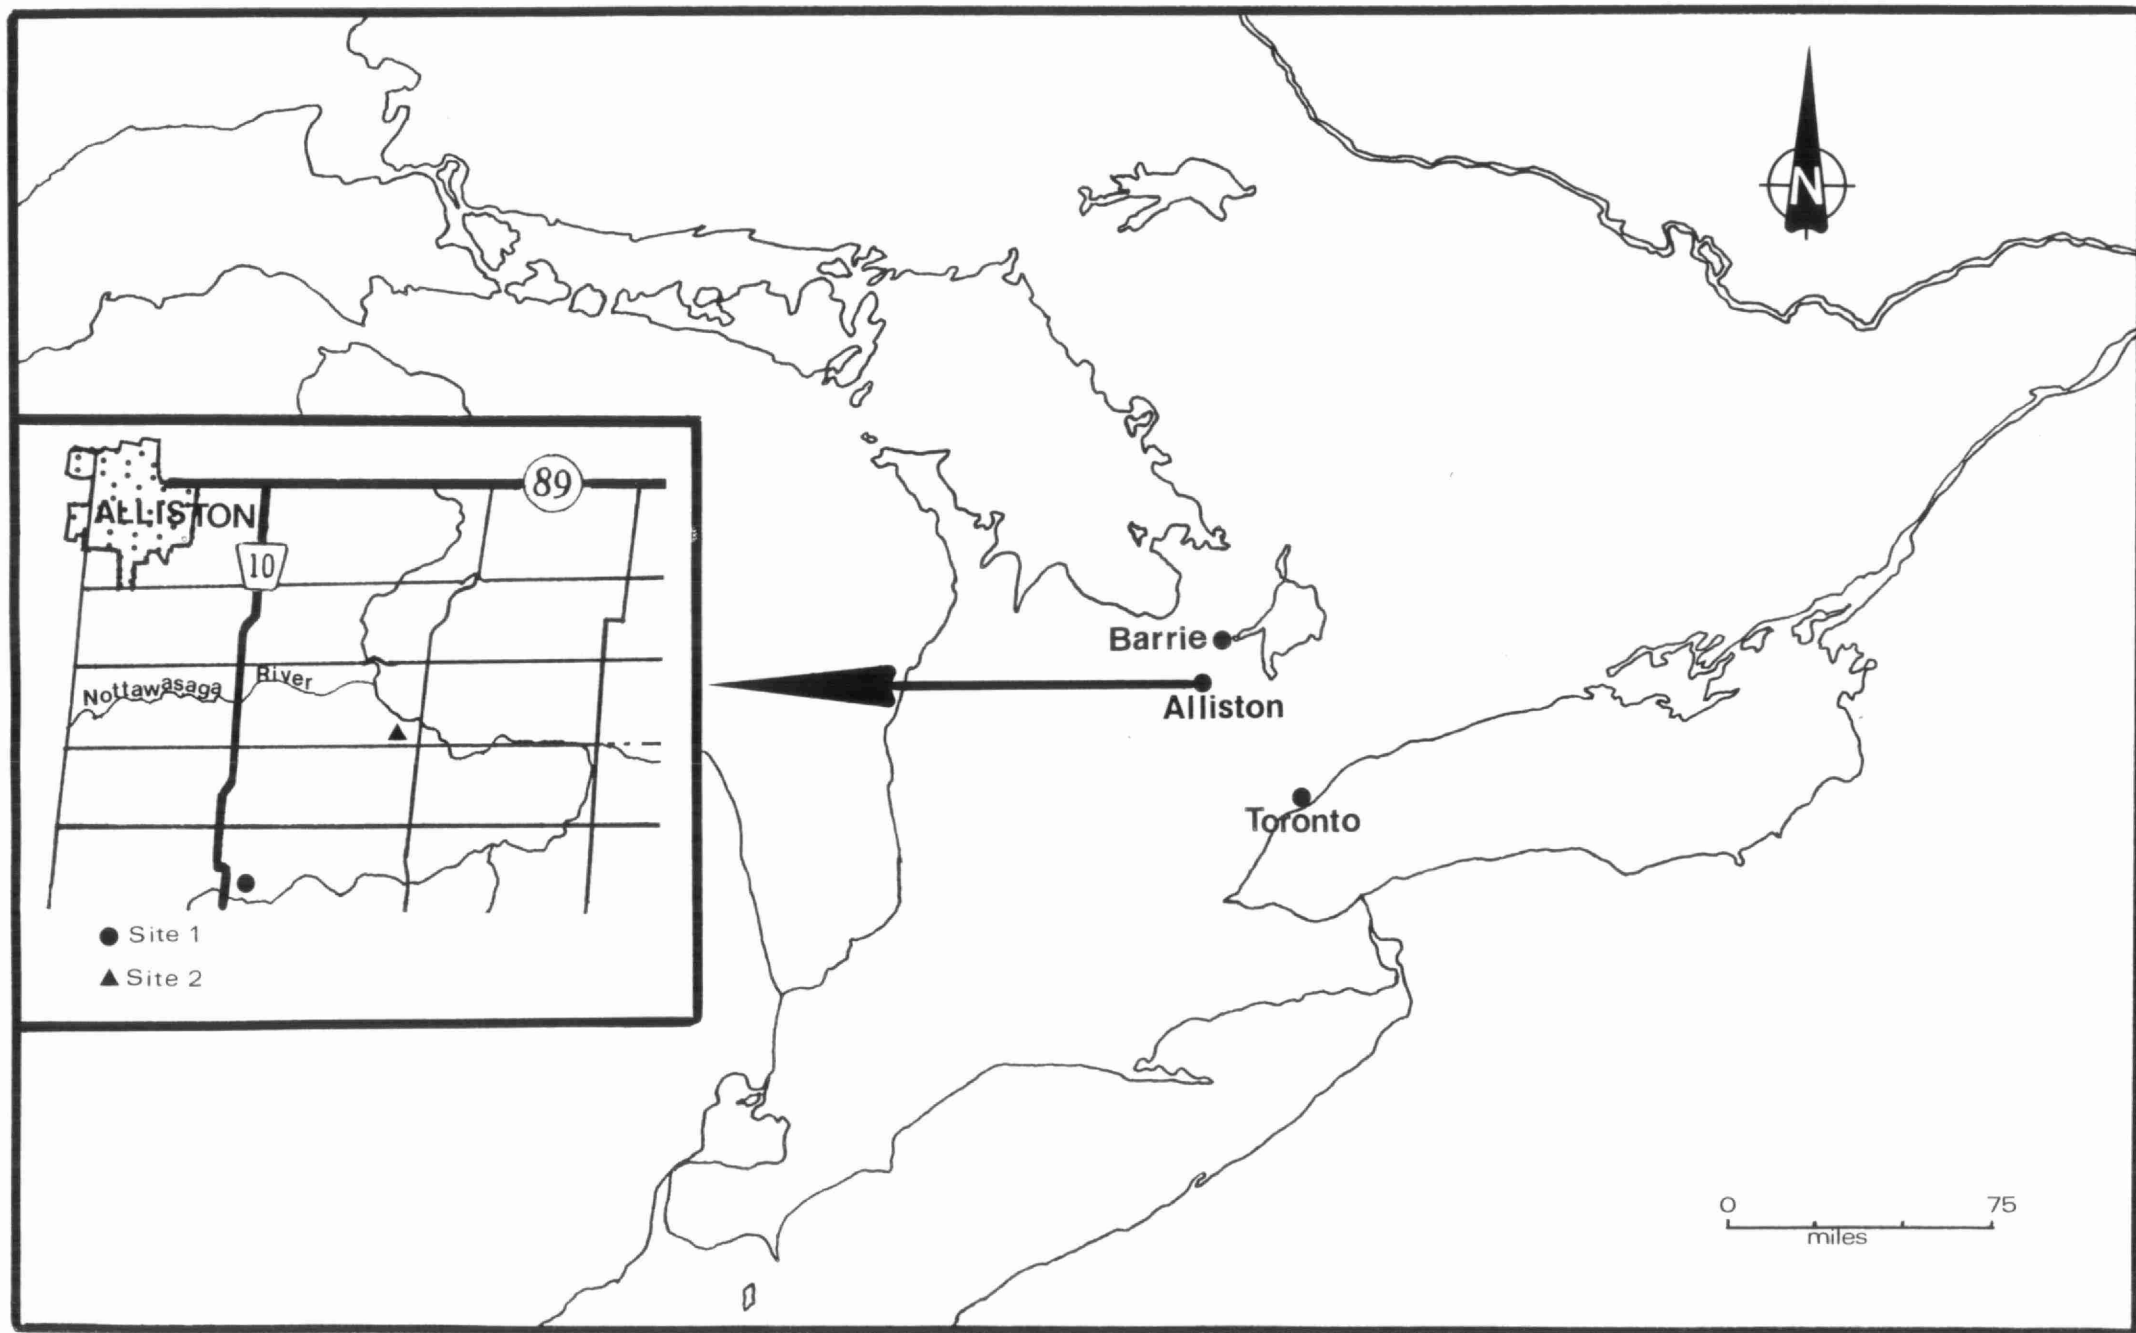 N
89
ALLISTON
10
Nottawasaga River
Barrie
Alliston
Toronto
Site 1
Site 2
0 75
miles